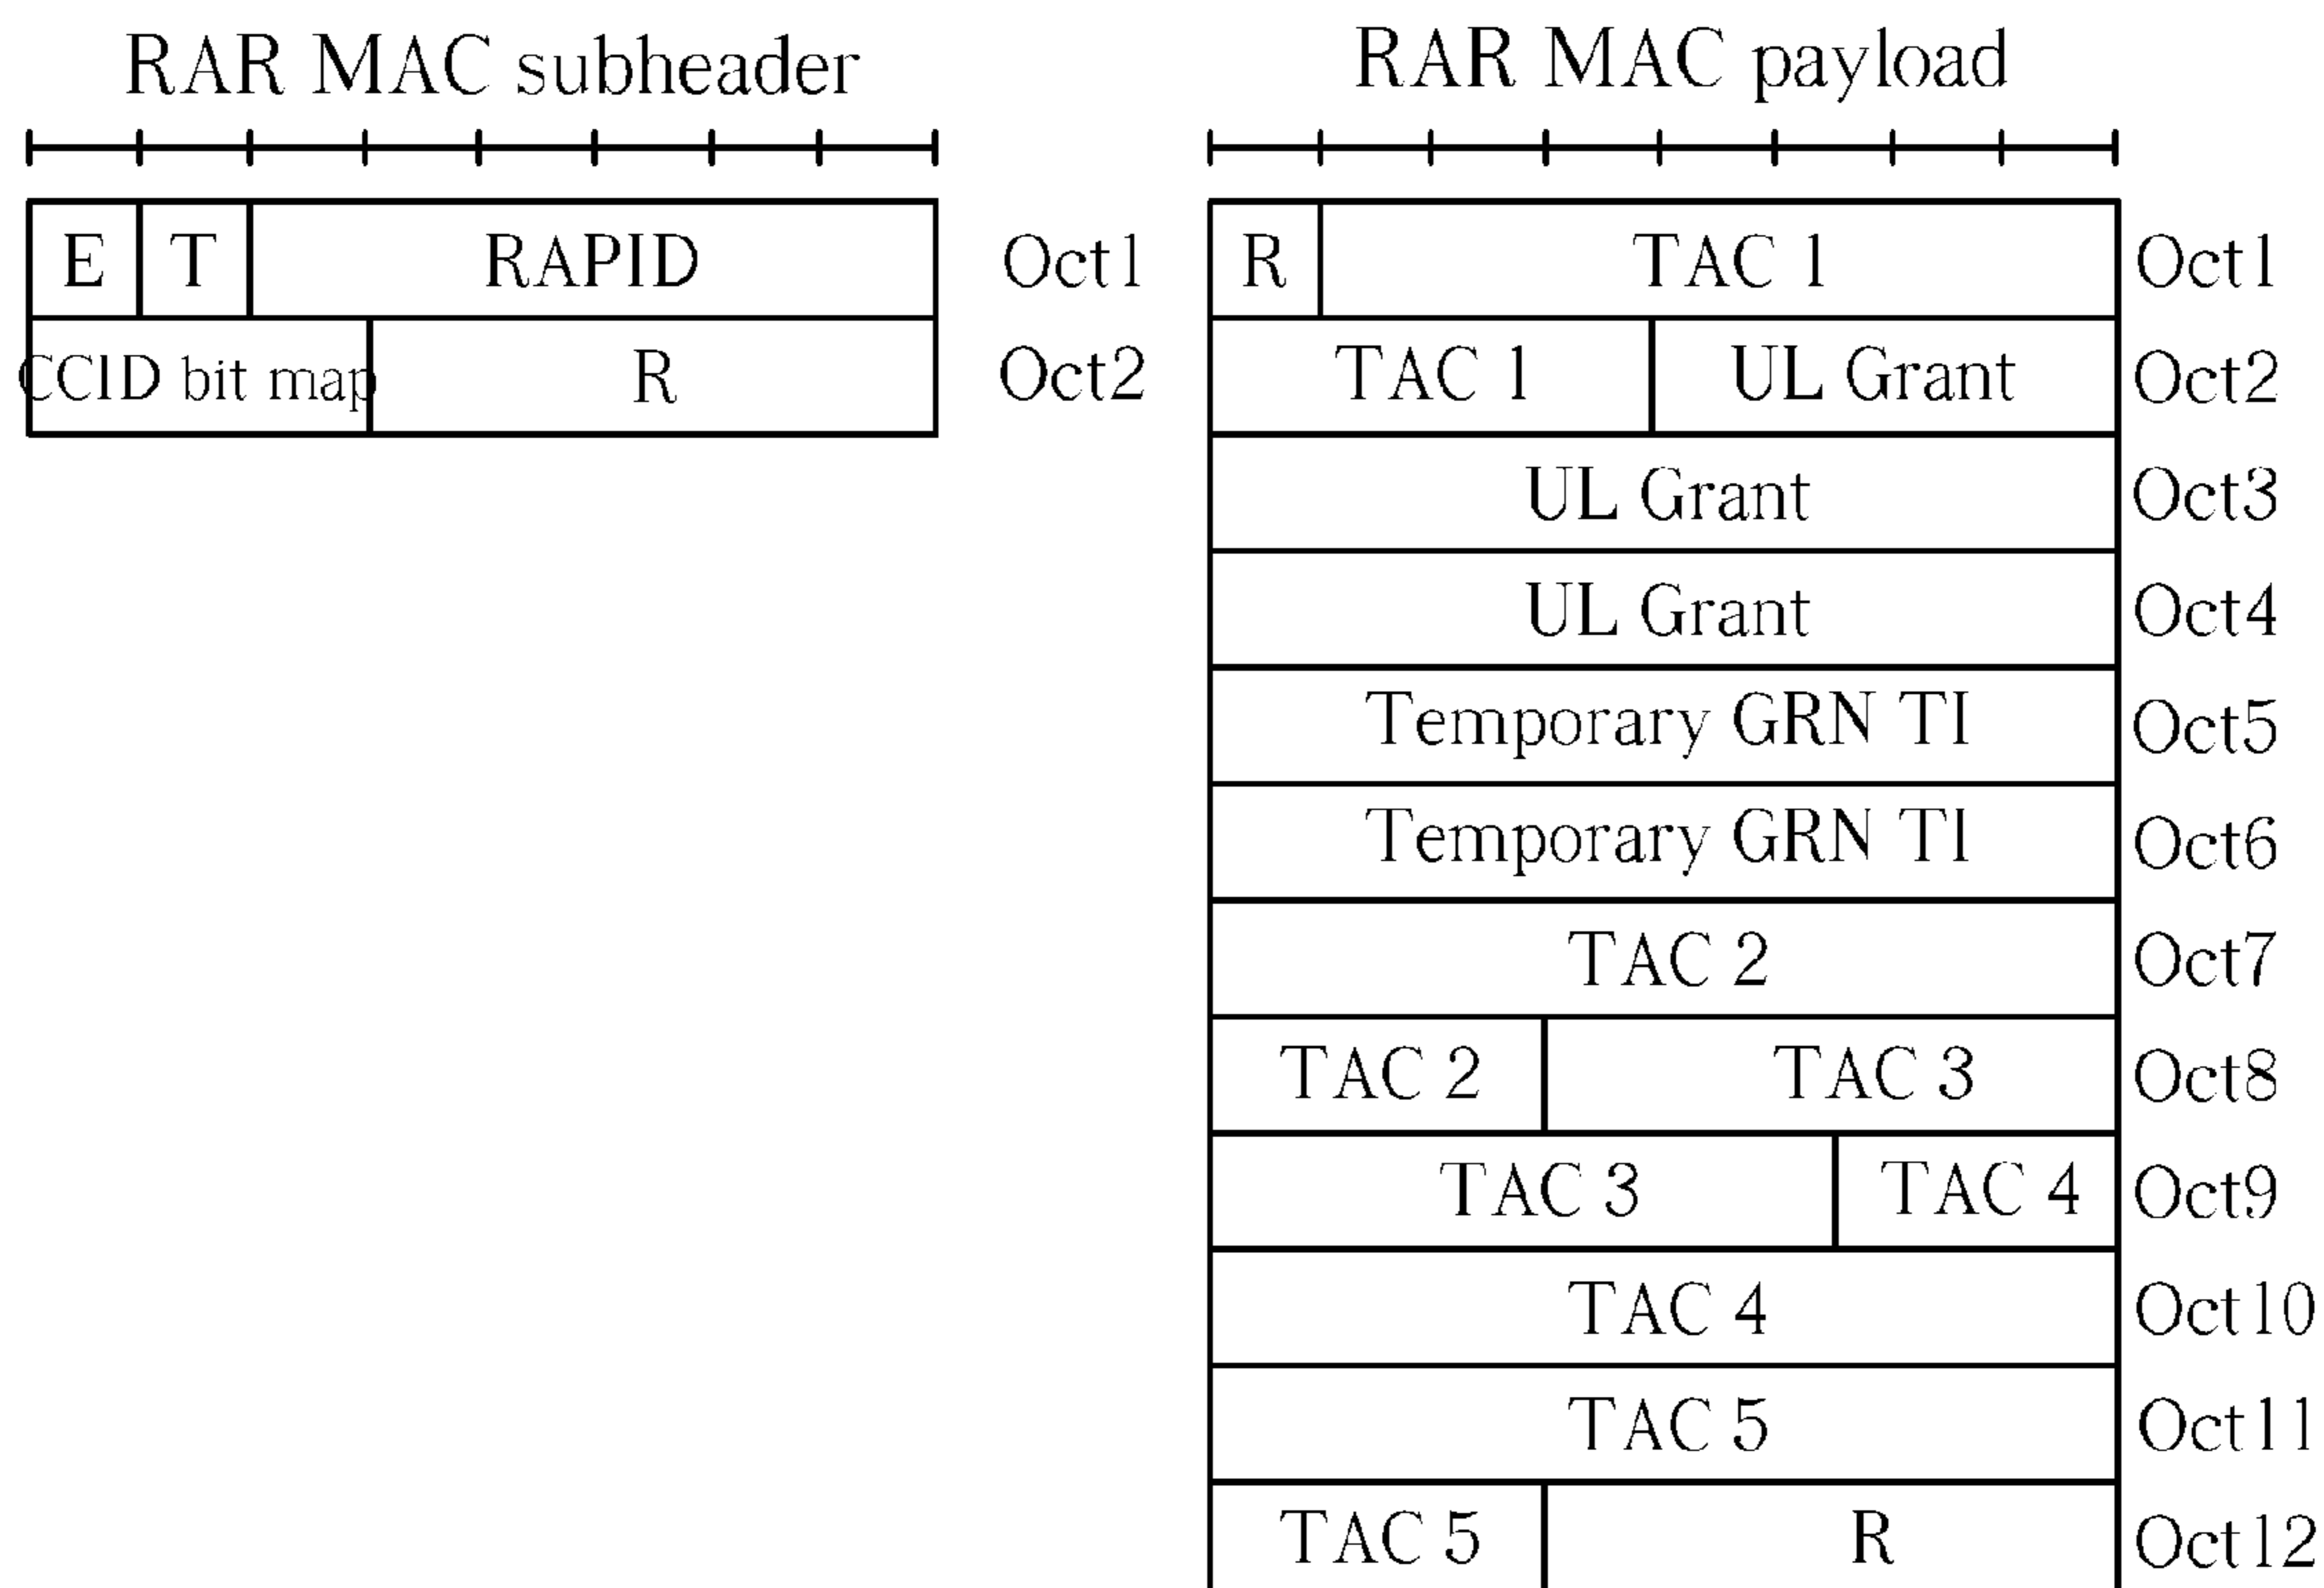 RAR MAC subheader
E T RAPID Oct1
CCID bit map R Oct2
RAR MAC payload
R TAC 1 Oct1
TAC 1 UL Grant Oct2
UL Grant Oct3
UL Grant Oct4
Temporary GRN TI Oct5
Temporary GRN TI Oct6
TAC 2 Oct7
TAC 2 TAC 3 Oct8
TAC 3 TAC 4 Oct9
TAC 4 Oct10
TAC 5 Oct11
TAC 5 R Oct12